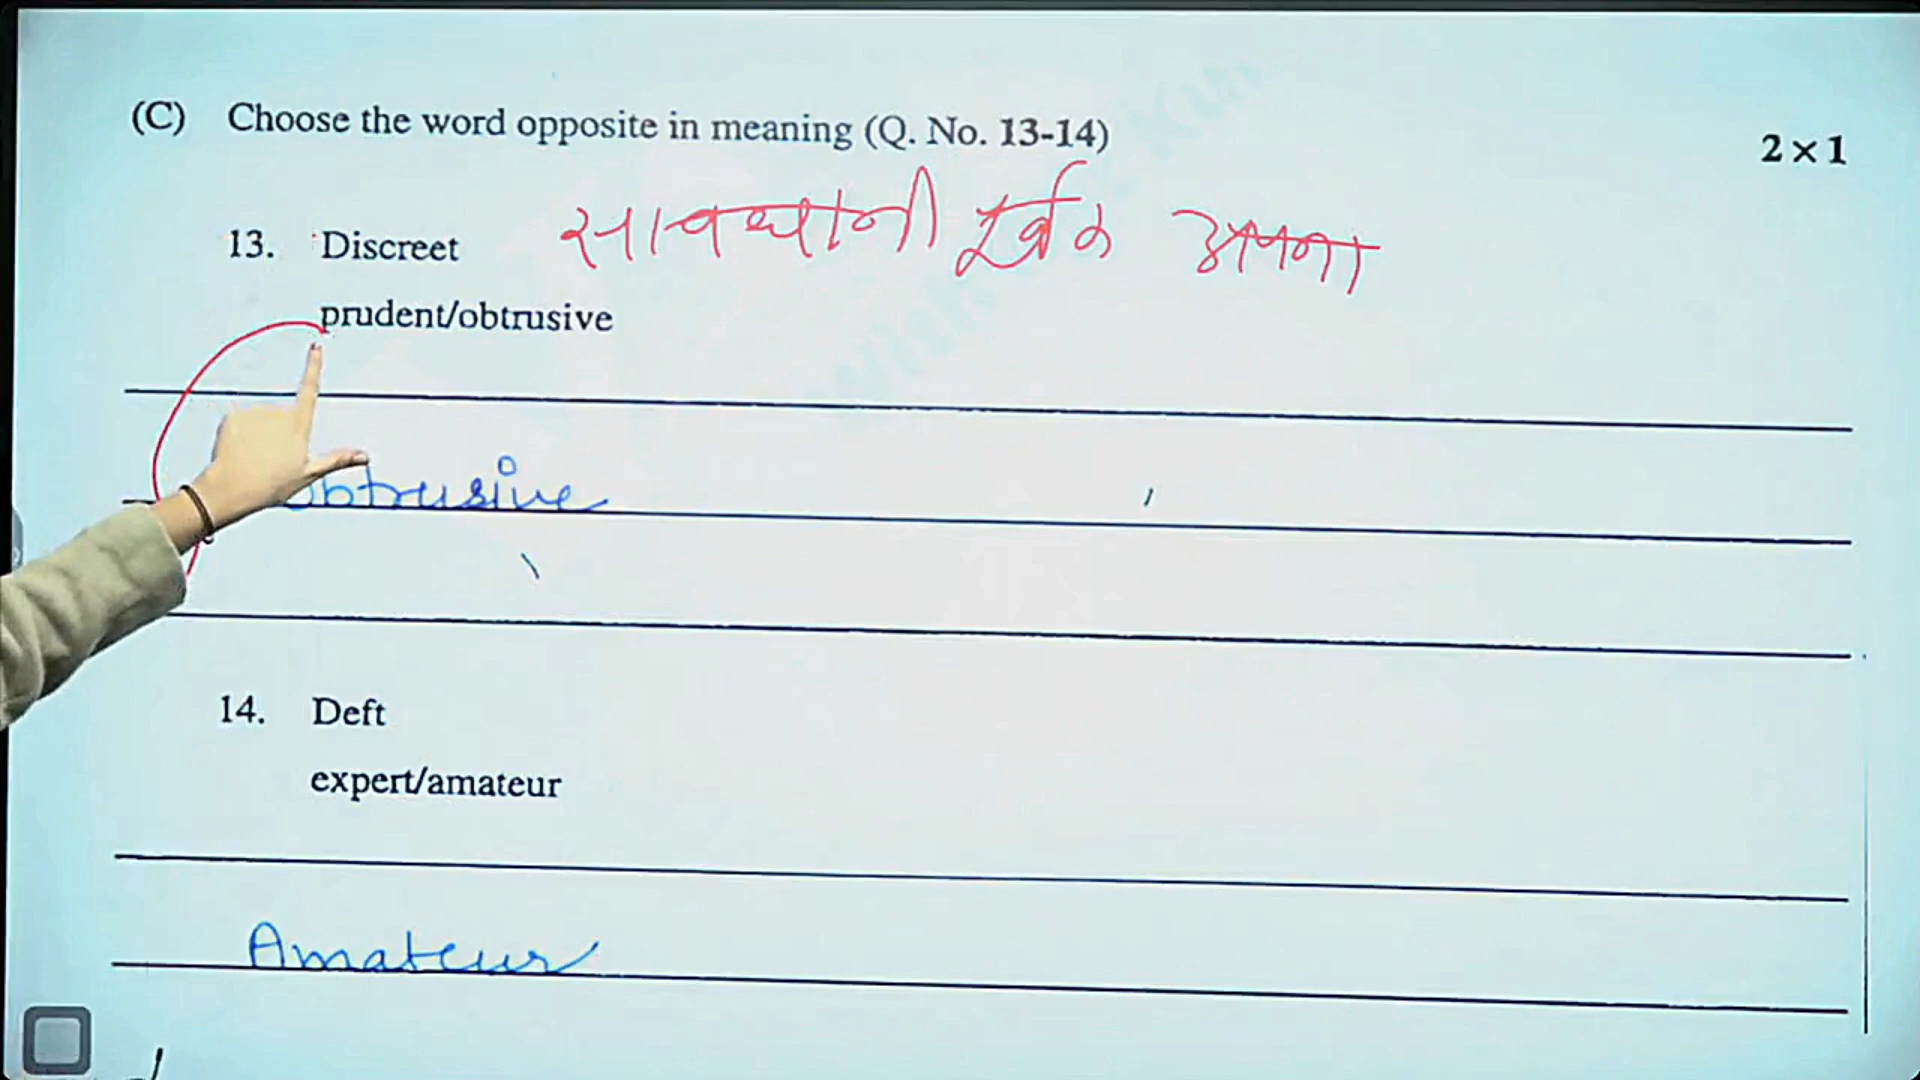 (C) Choose the word opposite in meaning (Q. No. 13-14) 2 × 1
13. Discreet सावधानी पूर्वक
prudent/obtrusive
obtrusive
14. Deft
expert/amateur
Amateur